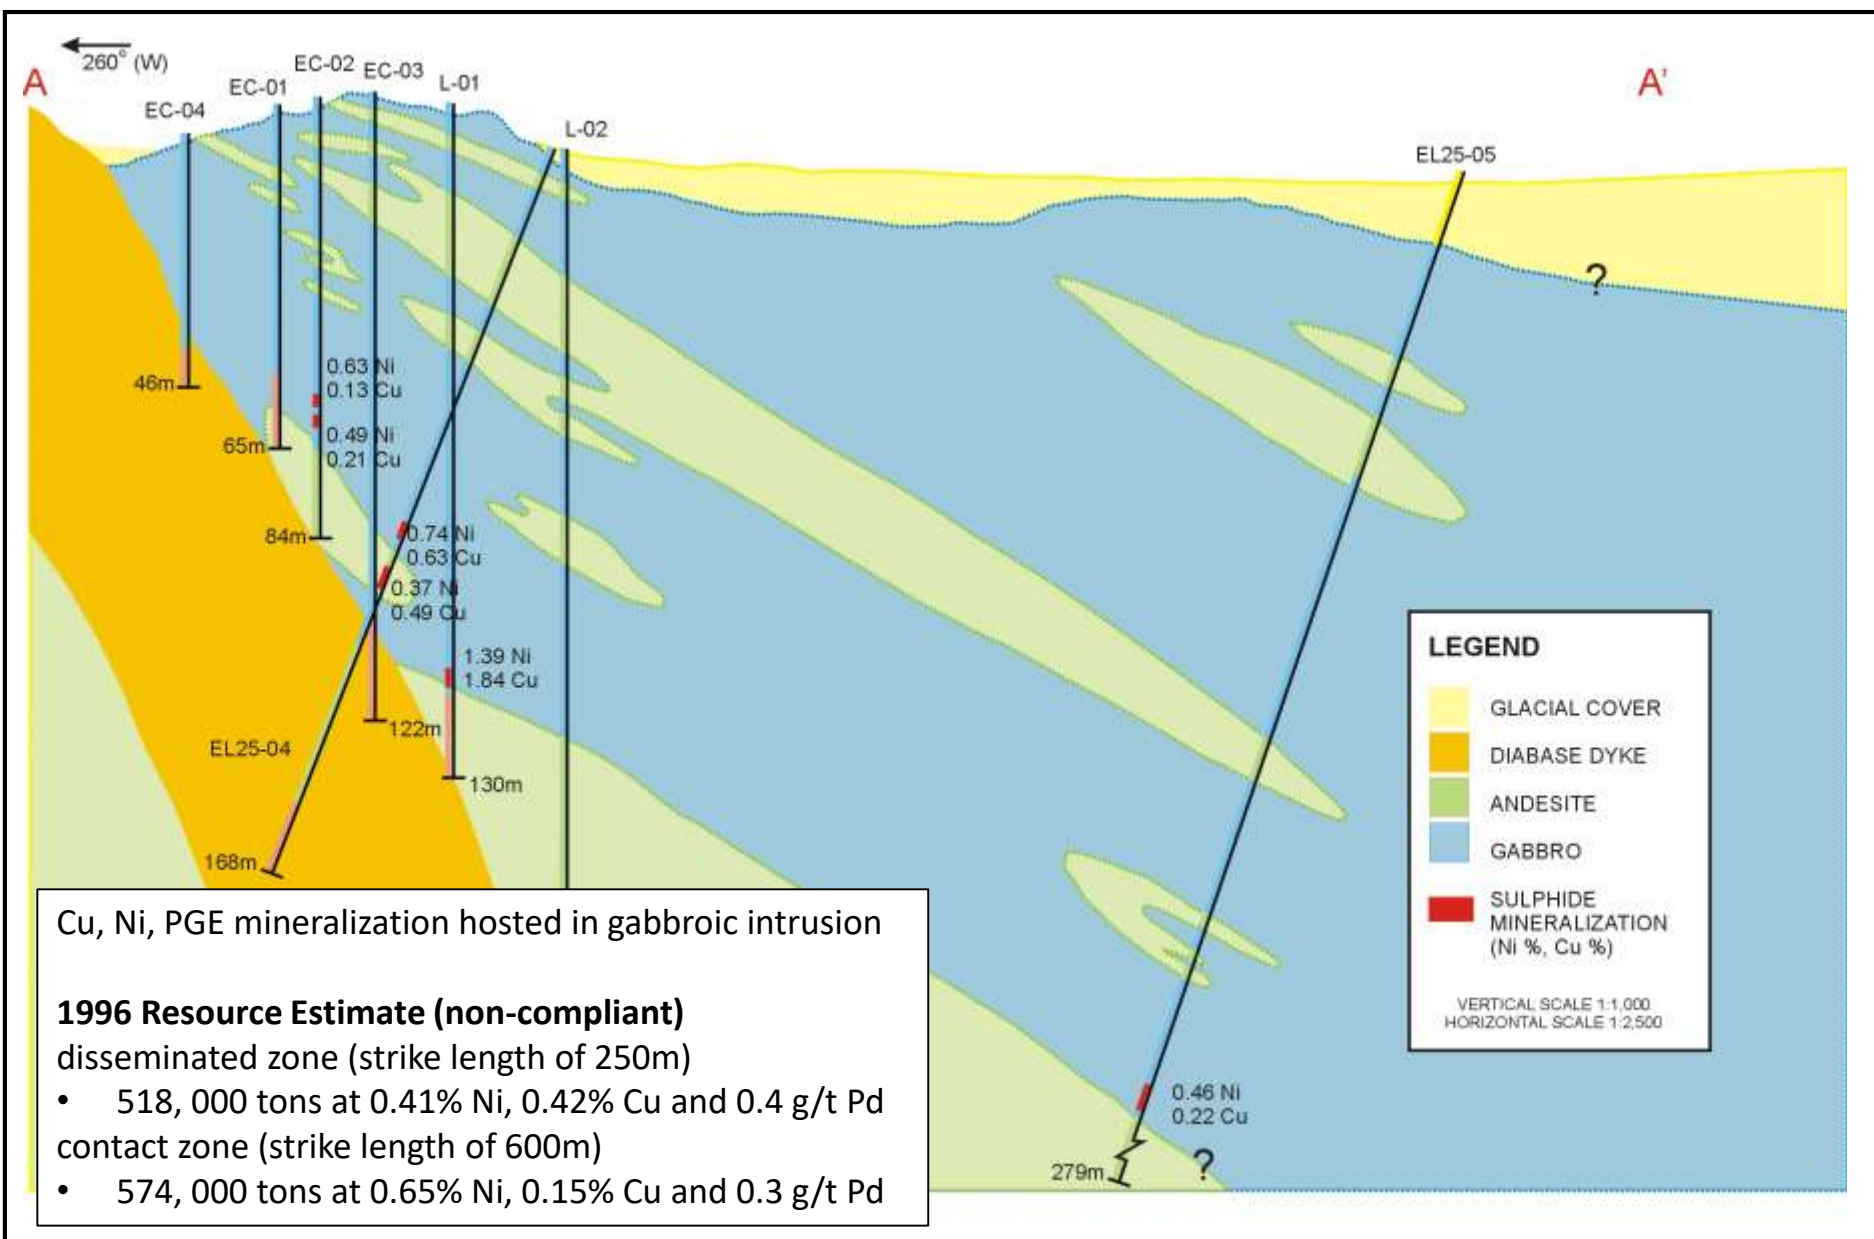 260° (W)
A
A'
EC-04
EC-01
EC-02
EC-03
L-01
L-02
EL25-05
?
0.63 Ni
0.13 Cu
46m
0.49 Ni
0.21 Cu
65m
84m
0.74 Ni
0.63 Cu
0.37 Ni
0.49 Cu
1.39 Ni
1.84 Cu
122m
EL25-04
130m
168m
LEGEND
GLACIAL COVER
DIABASE DYKE
ANDESITE
GABBRO
SULPHIDE
MINERALIZATION
(Ni %, Cu %)
VERTICAL SCALE 1:1,000
HORIZONTAL SCALE 1:2,500
Cu, Ni, PGE mineralization hosted in gabbroic intrusion
1996 Resource Estimate (non-compliant)
disseminated zone (strike length of 250m)
• 518, 000 tons at 0.41% Ni, 0.42% Cu and 0.4 g/t Pd
contact zone (strike length of 600m)
• 574, 000 tons at 0.65% Ni, 0.15% Cu and 0.3 g/t Pd
0.46 Ni
0.22 Cu
279m
?